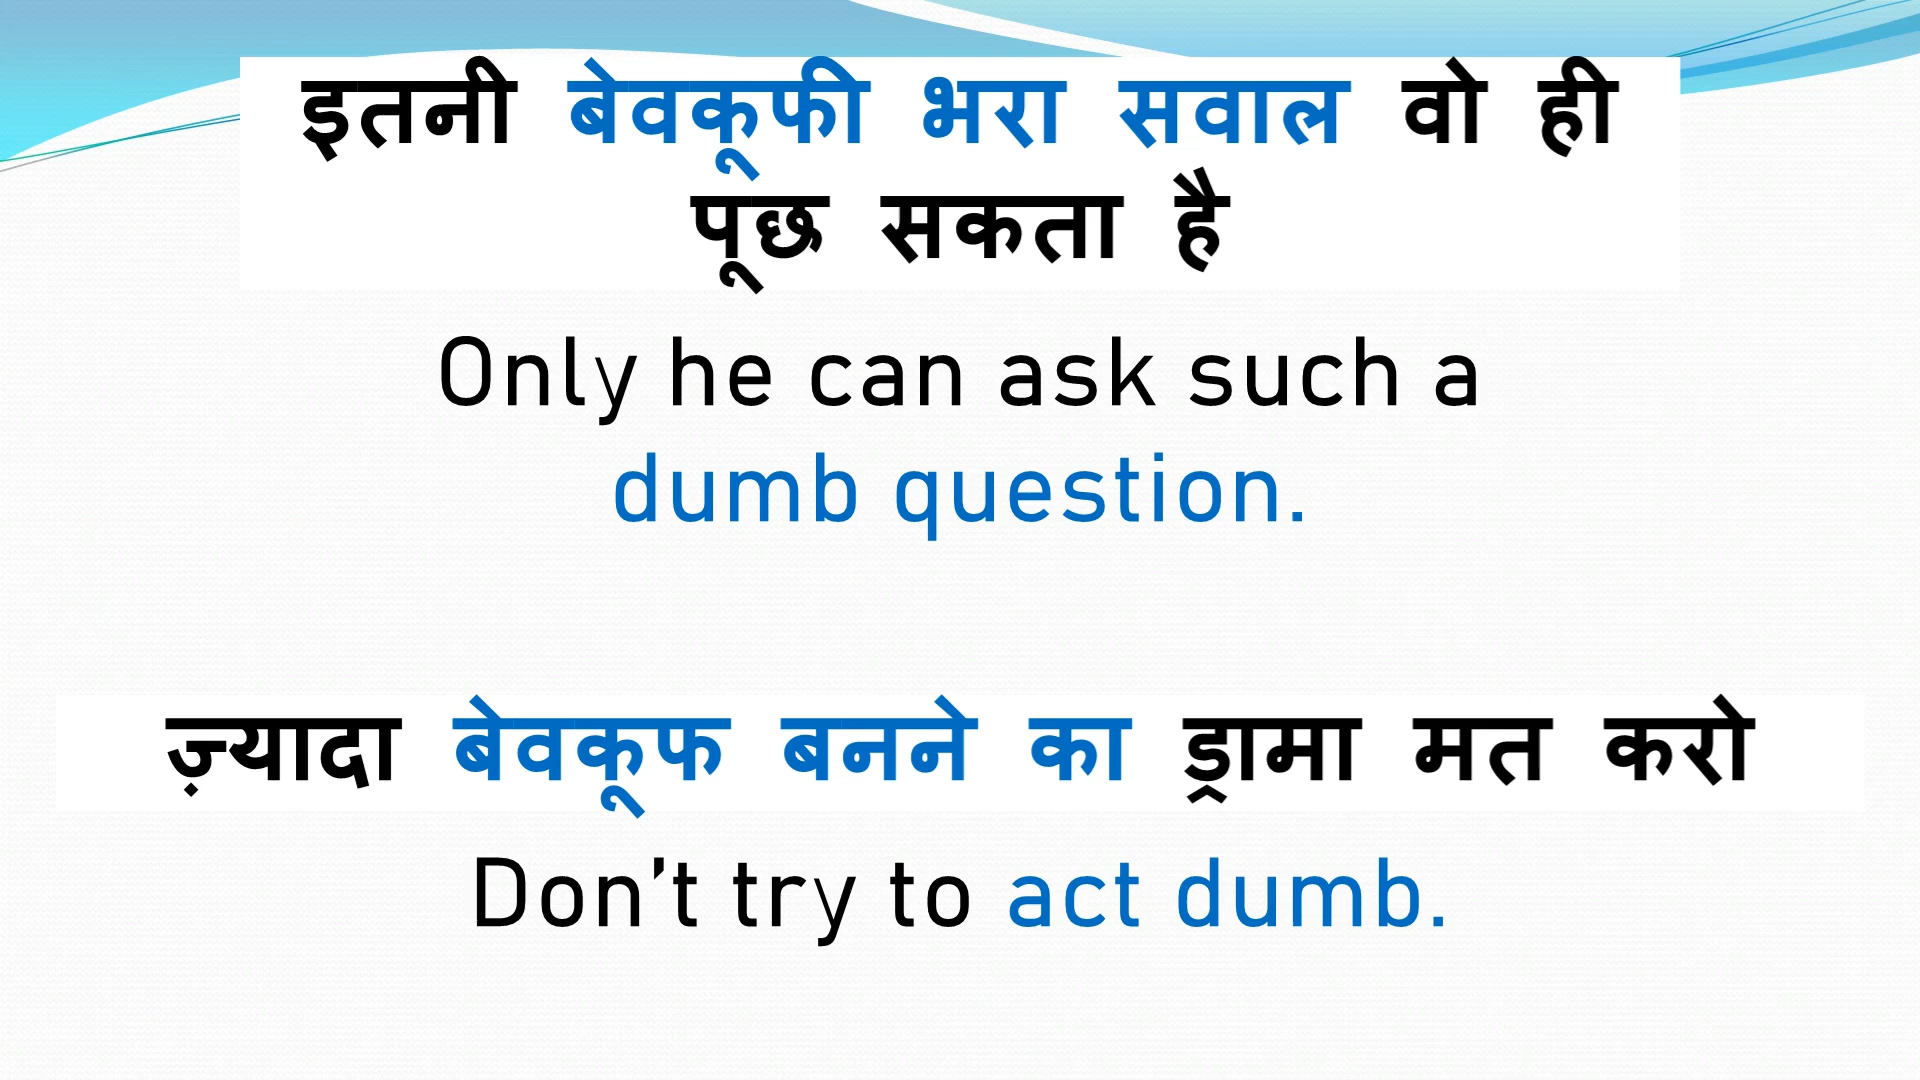 इतनी बेवकूफी भरा सवाल वो ही
पूछ सकता है
Only he can ask such a
dumb question.
ज़्यादा बेवकूफ बनने का ड्रामा मत करो
Don't try to act dumb.